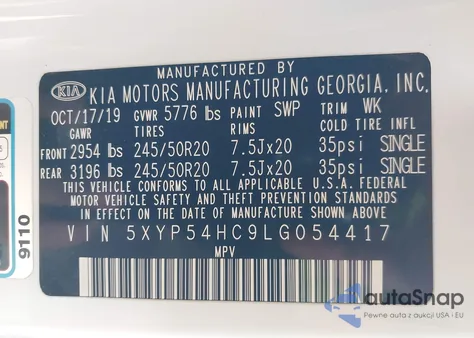 MANUFACTURED BY
KIA KIA MOTORS MANUFACTURING GEORGIA, INC.
OCT/17/19 GVWR 5776 lbs PAINT SWP TRIM WK
GAWR TIRES RIMS COLD TIRE INFL
FRONT 2954 lbs 245/50R20 7.5Jx20 35psi SINGLE
REAR 3196 lbs 245/50R20 7.5Jx20 35psi SINGLE
THIS VEHICLE CONFORMS TO ALL APPLICABLE U.S.A. FEDERAL
MOTOR VEHICLE SAFETY AND THEFT PREVENTION STANDARDS
IN EFFECT ON THE DATE OF MANUFACTURE SHOWN ABOVE.
VIN 5XYP54HC9LG054417
MPV
9110
autaSnap
Pewne auta z aukcji USA i EU